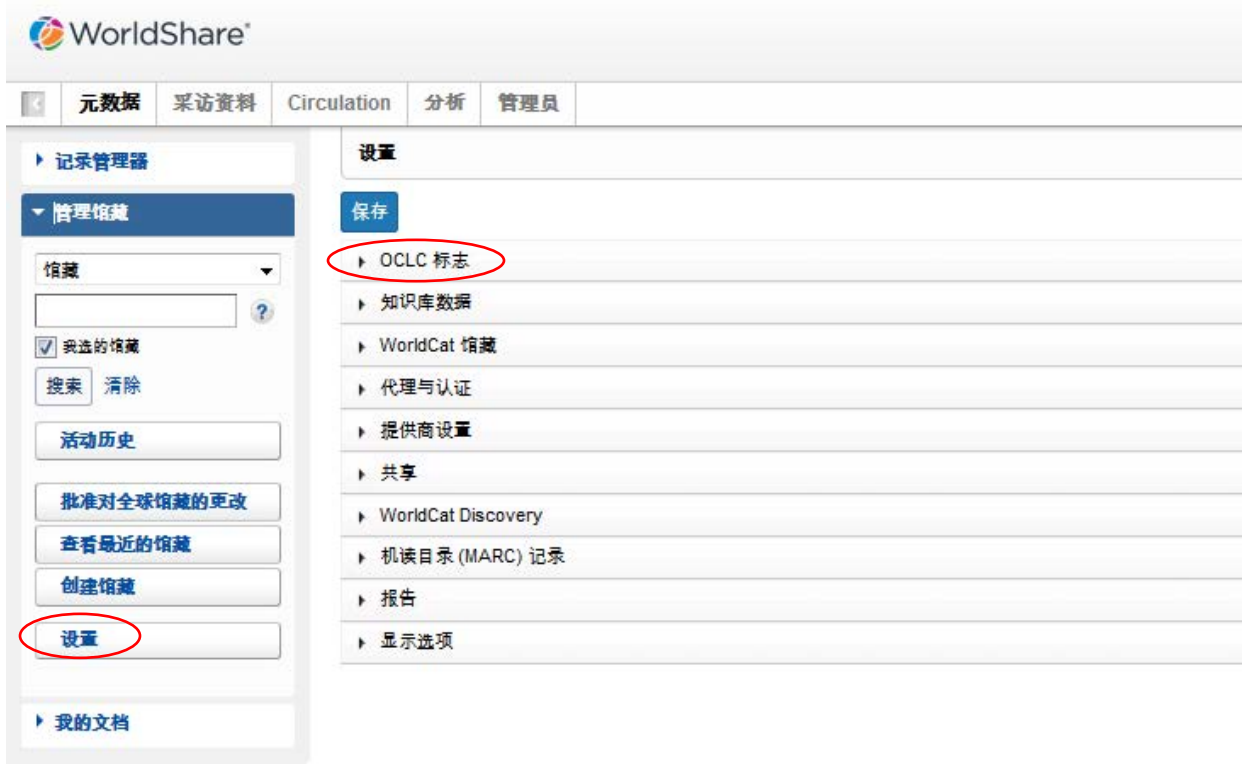 WorldShare®
元数据 采访资料 Circulation 分析 管理员
记录管理器
管理馆藏
馆藏
?
我选的馆藏
搜索 清除
活动历史
批准对全球馆藏的更改
查看最近的馆藏
创建馆藏
设置
我的文档
设置
保存
OCLC 标志
知识库数据
WorldCat 馆藏
代理与认证
提供商设置
共享
WorldCat Discovery
机读目录 (MARC) 记录
报告
显示选项